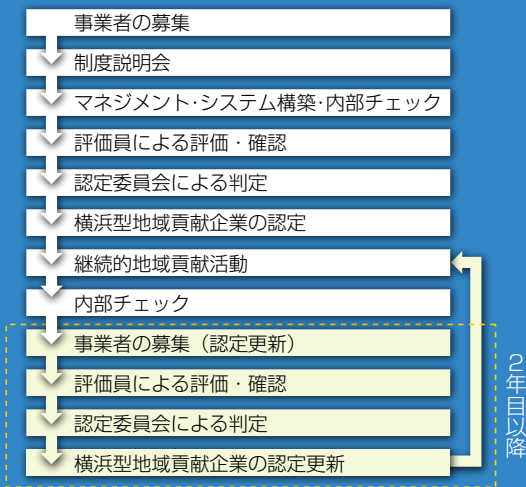 事業者の募集
制度説明会
マネジメント・システム構築・内部チェック
評価員による評価・確認
認定委員会による判定
横浜型地域貢献企業の認定
継続的地域貢献活動
内部チェック
事業者の募集（認定更新）
評価員による評価・確認
認定委員会による判定
横浜型地域貢献企業の認定更新
２年目以降